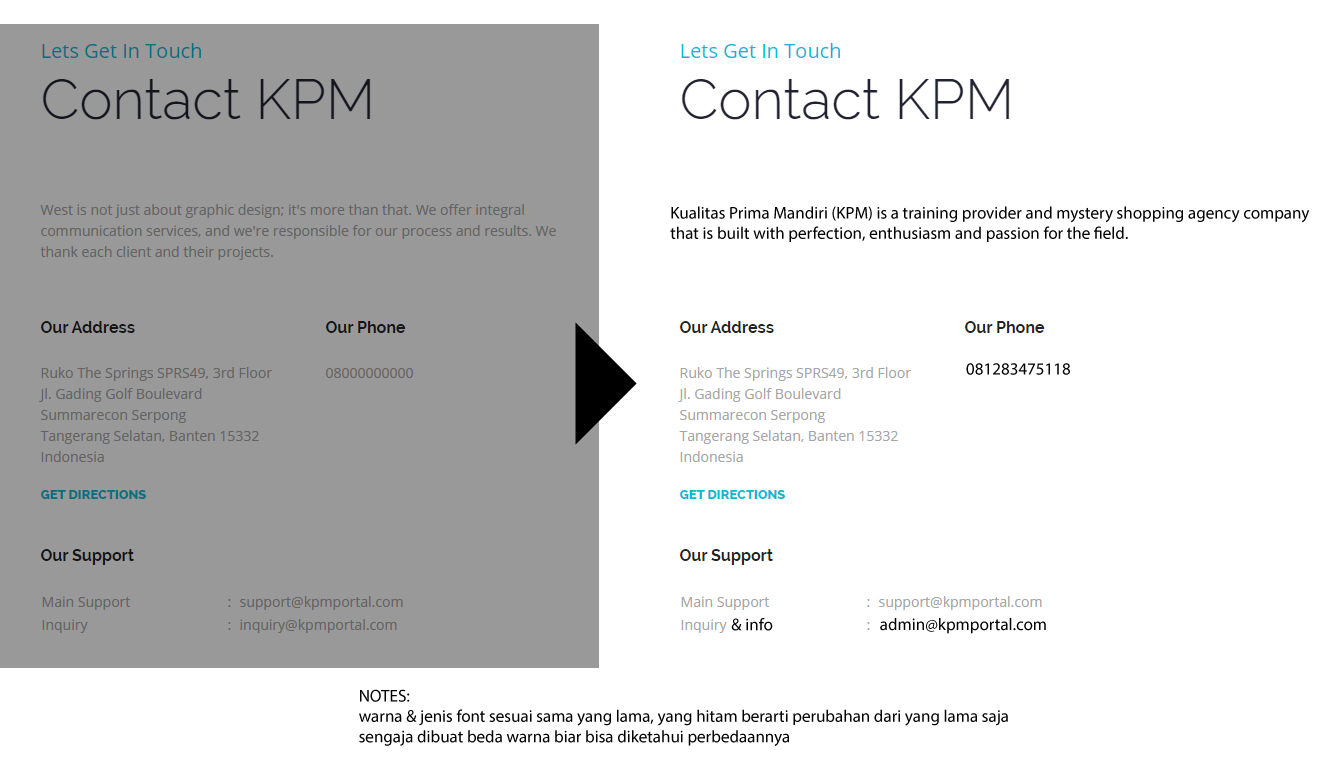 Lets Get In Touch
Contact KPM
West is not just about graphic design; it's more than that. We offer integral
communication services, and we're responsible for our process and results. We
thank each client and their projects.
Our Address
Ruko The Springs SPRS49, 3rd Floor
Jl. Gading Golf Boulevard
Summarecon Serpong
Tangerang Selatan, Banten 15332
Indonesia
GET DIRECTIONS
Our Phone
080000000000
Our Support
Main Support : support@kpmportal.com
Inquiry : inquiry@kpmportal.com
Lets Get In Touch
Contact KPM
Kualitas Prima Mandiri (KPM) is a training provider and mystery shopping agency company
that is built with perfection, enthusiasm and passion for the field.
Our Address
Ruko The Springs SPRS49, 3rd Floor
Jl. Gading Golf Boulevard
Summarecon Serpong
Tangerang Selatan, Banten 15332
Indonesia
GET DIRECTIONS
Our Phone
081283475118
Our Support
Main Support : support@kpmportal.com
Inquiry & info : admin@kpmportal.com
NOTES:
warna & jenis font sesuai sama yang lama, yang hitam berarti perubahan dari yang lama saja
sengaja dibuat beda warna biar bisa diketahui perbedaannya